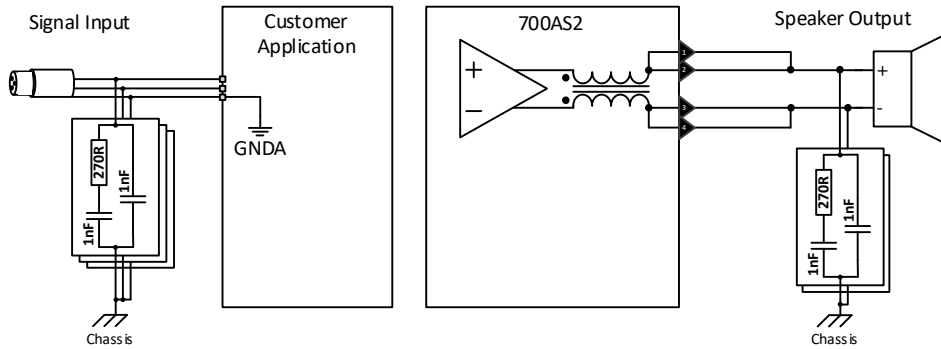 Signal Input
Customer
Application
700AS2
Speaker Output
+
−
1
2
3
4
+
-
GNDA
270R
1nF
1nF
270R
1nF
1nF
Chassis
Chassis